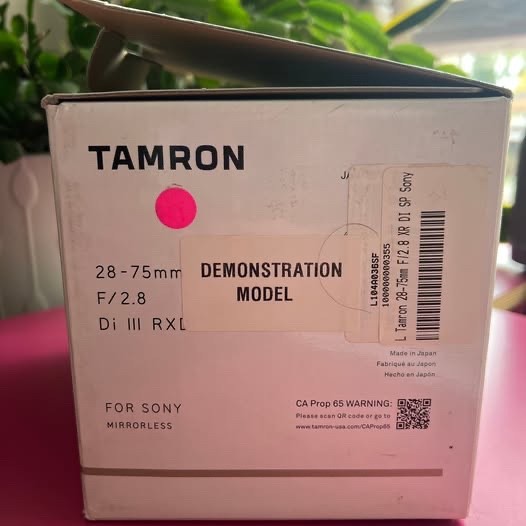 TAMRON
28-75mm
F/2.8
Di III RXD
DEMONSTRATION
MODEL
L104A036SF
10000000000355
L Tamron 28-75mm F/2.8 XR DI SP Sony
Made in Japan
Fabriqué au Japon
Hecho en Japón
FOR SONY
MIRRORLESS
CA Prop 65 WARNING:
Please scan QR code or go to
www.tamron-usa.com/CAProp65